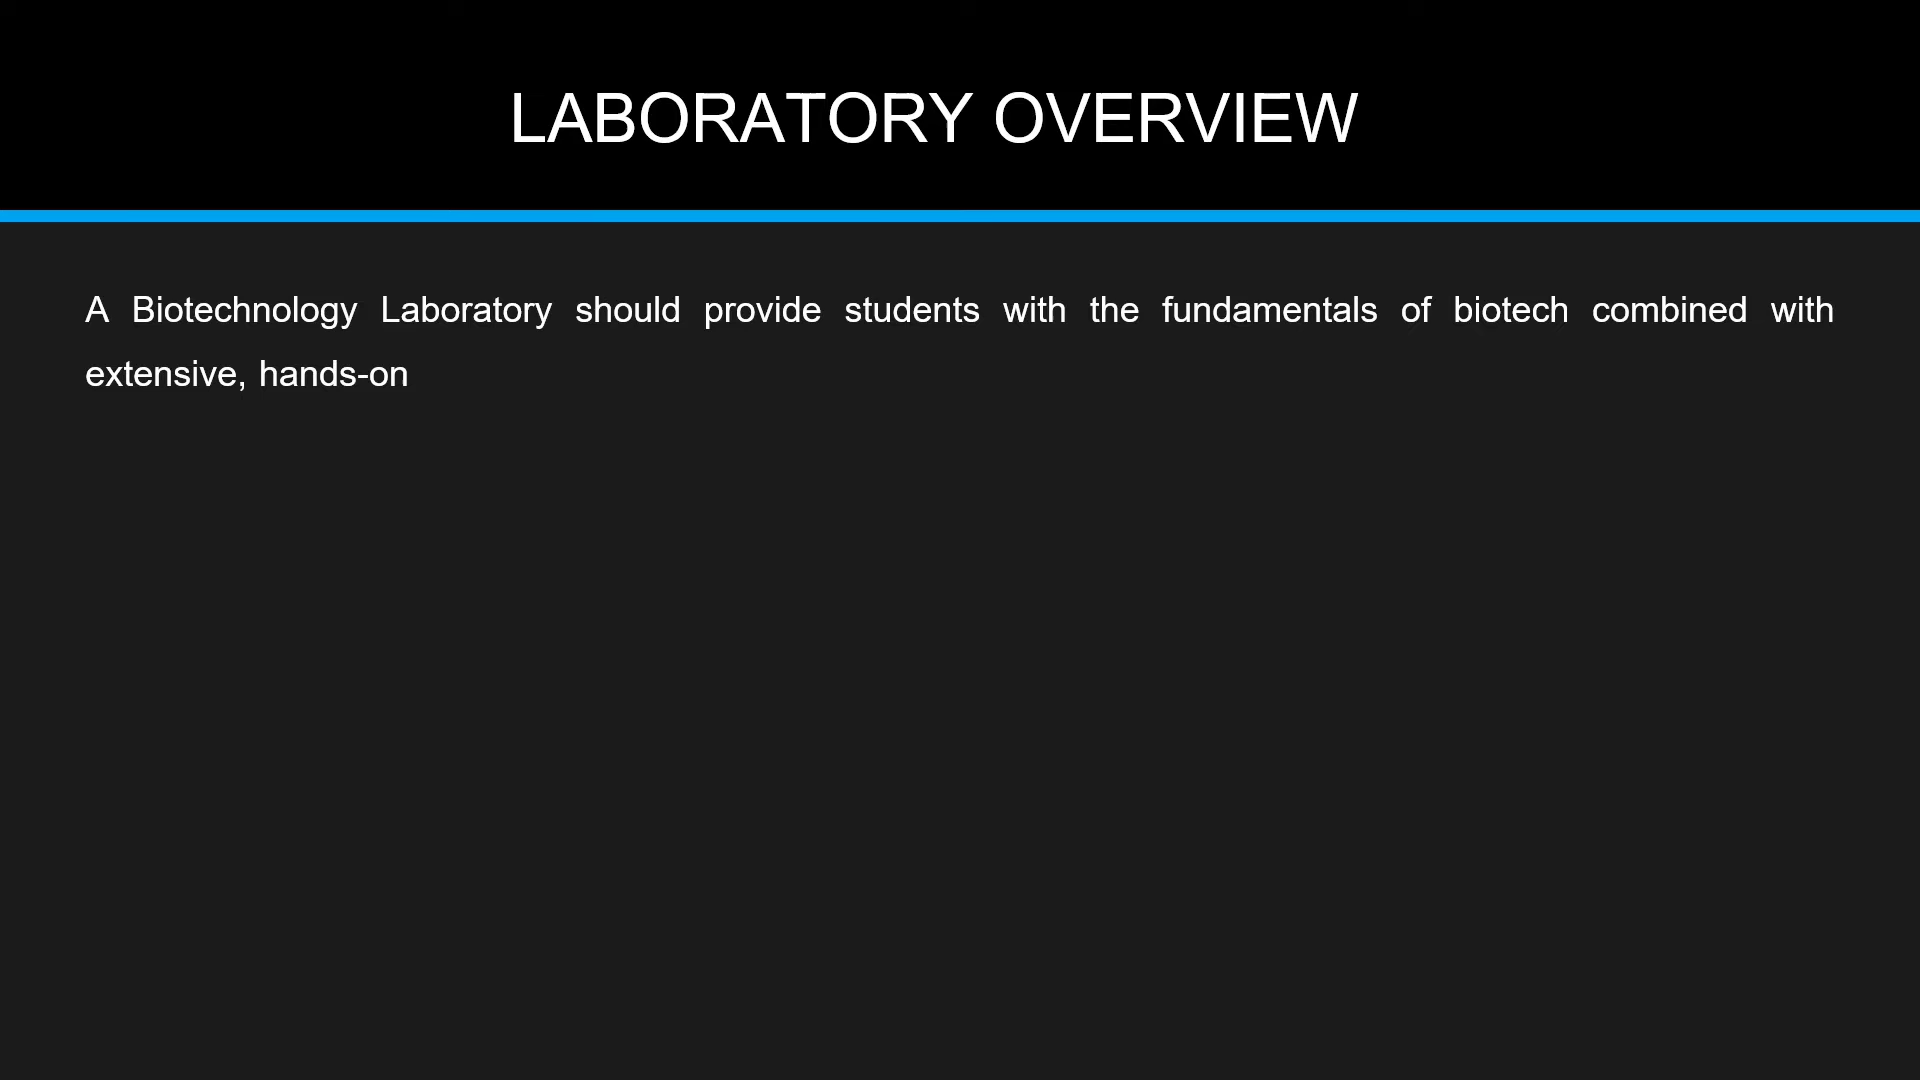 LABORATORY OVERVIEW
A Biotechnology Laboratory should provide students with the fundamentals of biotech combined with
extensive, hands-on